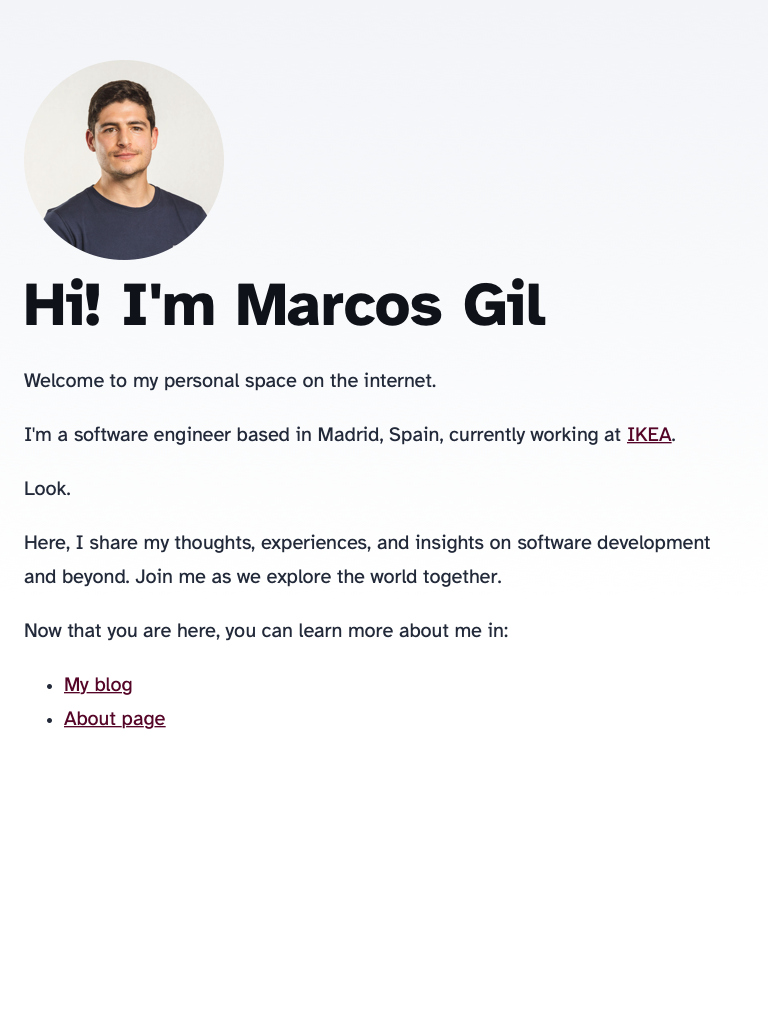 Hi! I'm Marcos Gil
Welcome to my personal space on the internet.
I'm a software engineer based in Madrid, Spain, currently working at IKEA.
Look.
Here, I share my thoughts, experiences, and insights on software development
and beyond. Join me as we explore the world together.
Now that you are here, you can learn more about me in:
• My blog
• About page